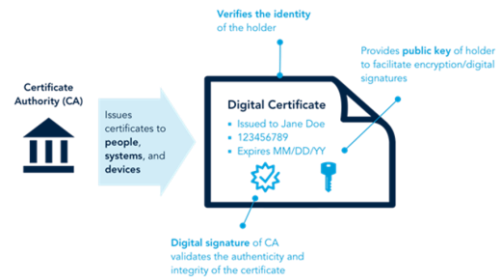 Verifies the identity
of the holder
Provides public key of holder
to facilitate encryption/digital
signatures
Certificate
Authority (CA)
Issues
certificates to
people,
systems, and
devices
Digital Certificate
• Issued to Jane Doe
• 123456789
• Expires MM/DD/YY
Digital signature of CA
validates the authenticity and
integrity of the certificate